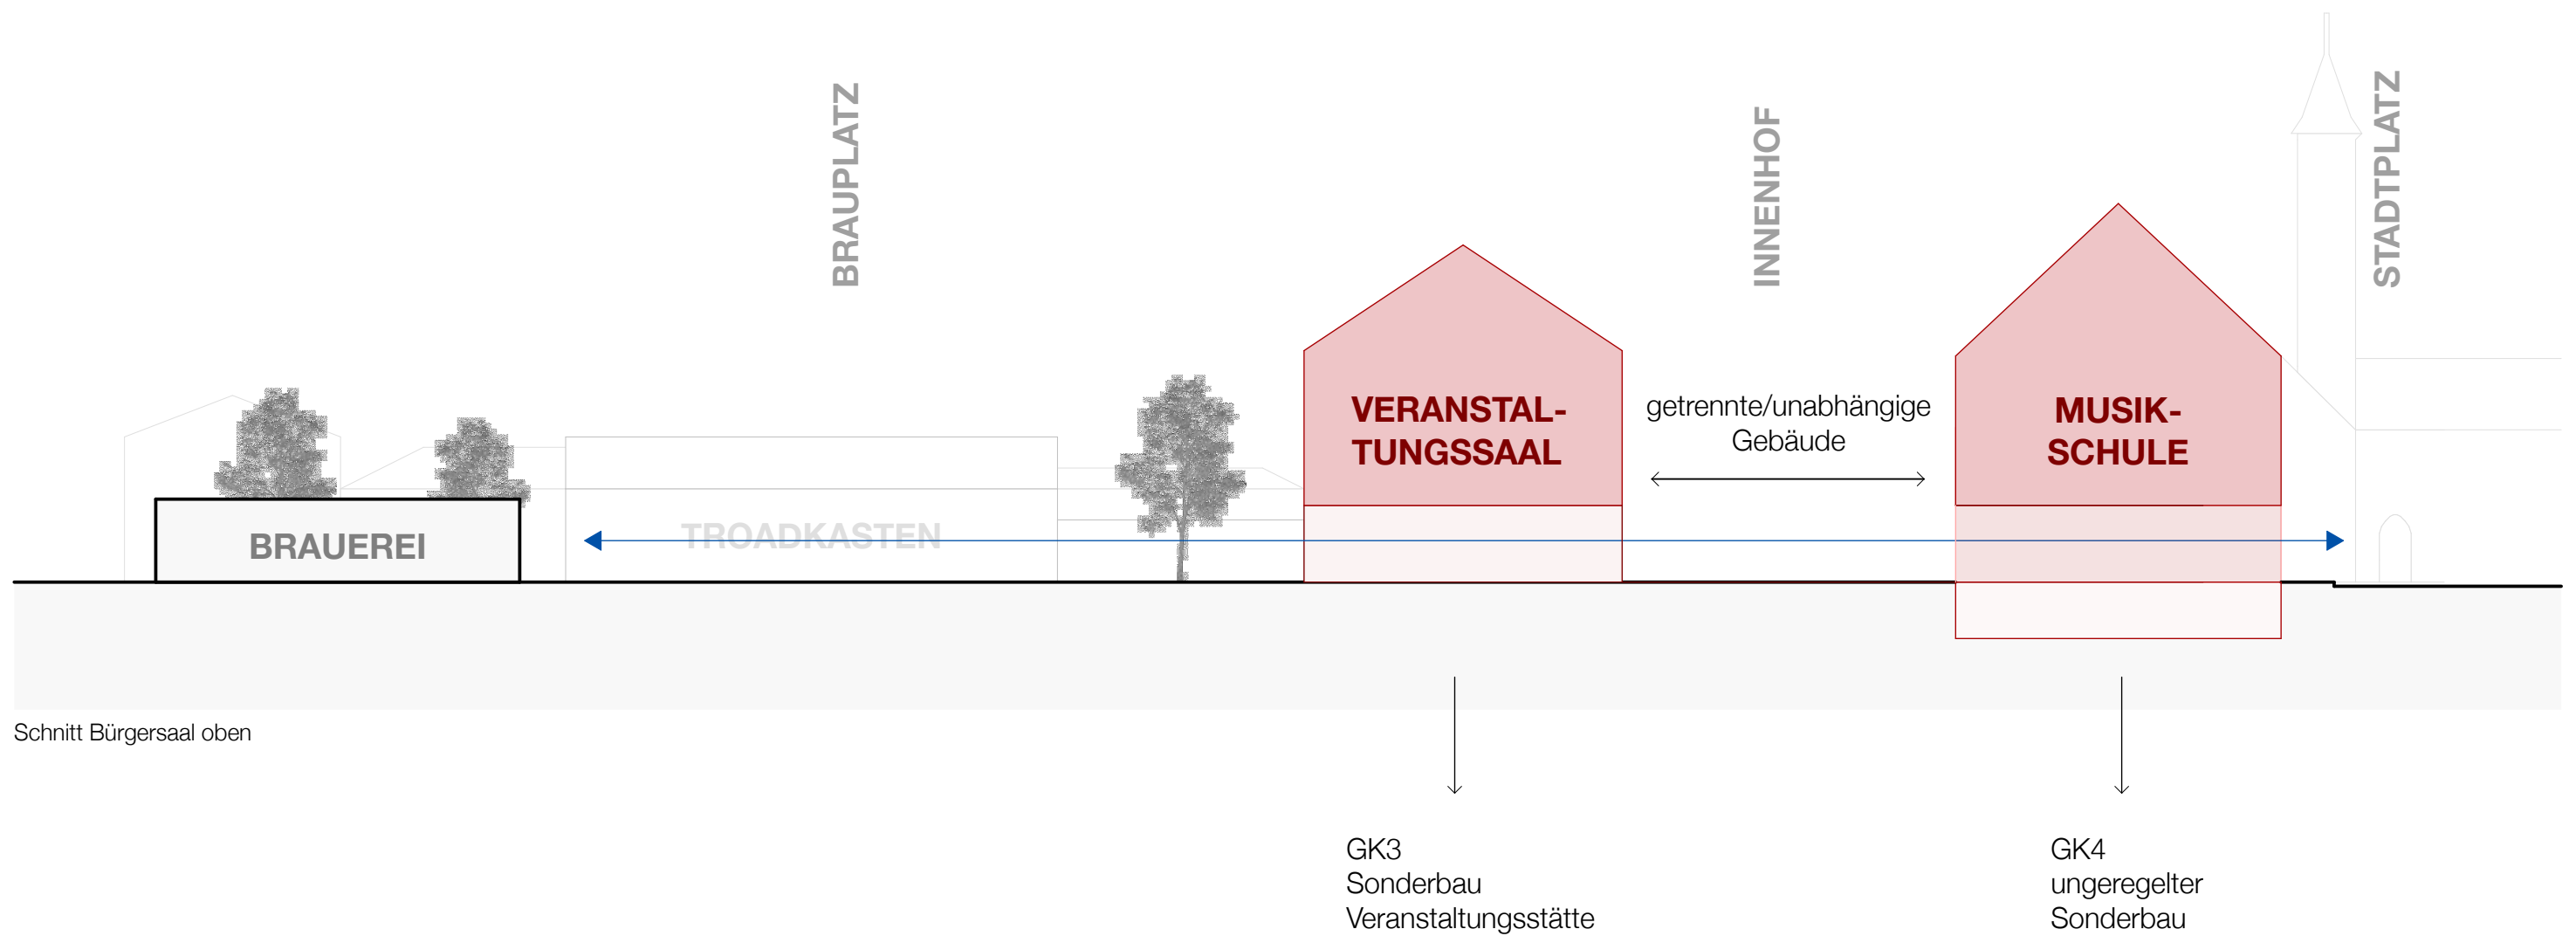 BRAUPLATZ
INNENHOF
STADTPLATZ
VERANSTAL-
TUNGSSAAL
getrennte/unabhängige
Gebäude
MUSIK-
SCHULE
BRAUEREI
TROADKASTEN
Schnitt Bürgersaal oben
GK3
Sonderbau
Veranstaltungsstätte
GK4
ungeregelter
Sonderbau